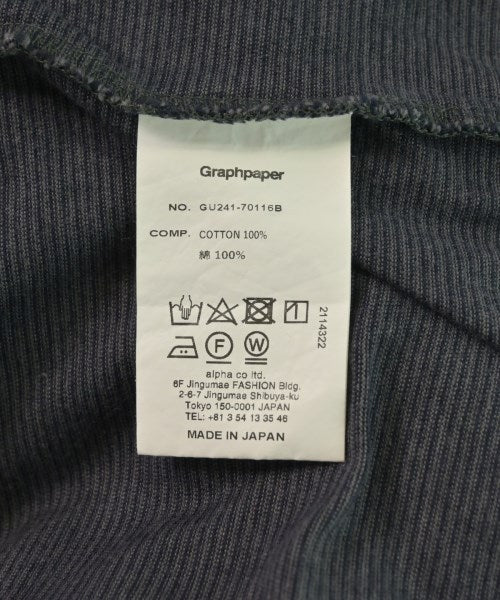 Graphpaper
NO. GU241-70116B
COMP. COTTON 100%
綿 100%
2114322
F W
alpha co ltd.
6F Jingumae FASHION Bldg.
2-6-7 Jingumae Shibuya-ku
Tokyo 150-0001 JAPAN
TEL: +81 3 54 13 35 46
MADE IN JAPAN